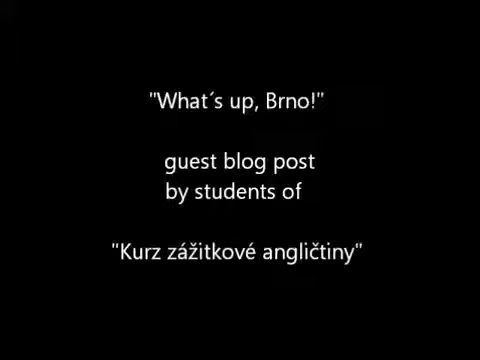 "What´s up, Brno!"
guest blog post
by students of
"Kurz zážitkové angličtiny"